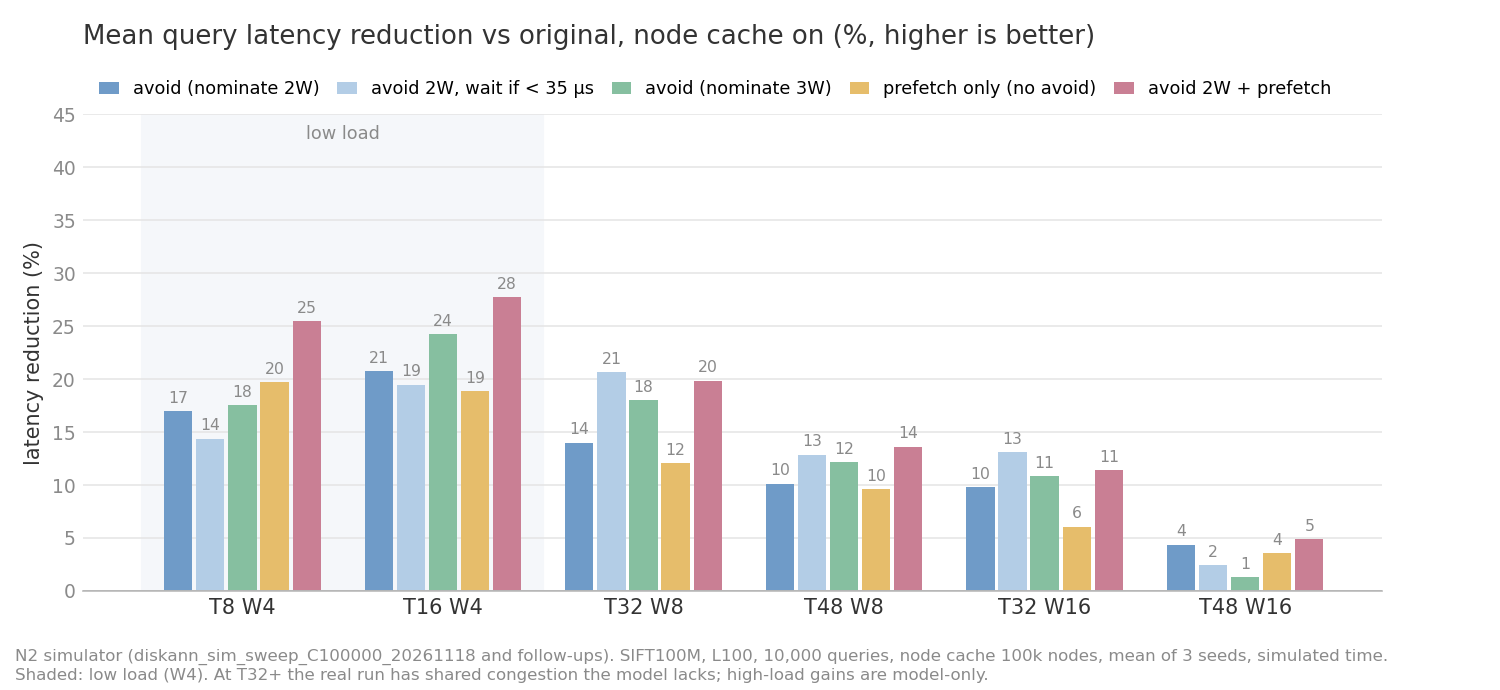 Mean query latency reduction vs original, node cache on (%, higher is better)
avoid (nominate 2W) avoid 2W, wait if < 35 µs avoid (nominate 3W) prefetch only (no avoid) avoid 2W + prefetch
low load
latency reduction (%)
45
40
35
30
25
20
15
10
5
0
17 14 18 20 25
21 19 24 19 28
14 21 18 12 20
10 13 12 10 14
10 13 11 6 11
4 2 1 4 5
T8 W4 T16 W4 T32 W8 T48 W8 T32 W16 T48 W16
N2 simulator (diskann_sim_sweep_C100000_20261118 and follow-ups). SIFT100M, L100, 10,000 queries, node cache 100k nodes, mean of 3 seeds, simulated time.
Shaded: low load (W4). At T32+ the real run has shared congestion the model lacks; high-load gains are model-only.